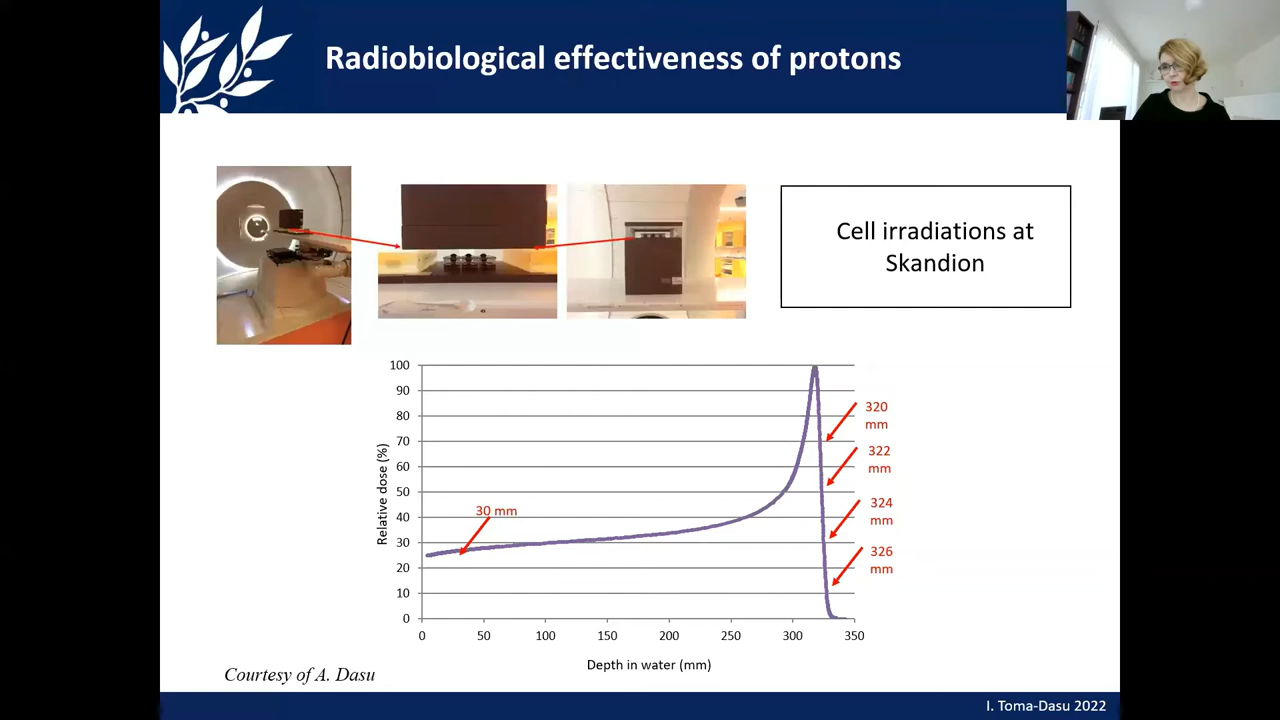 Radiobiological effectiveness of protons
Cell irradiations at
Skandion
100
90
80
70
60
50
40
30
20
10
0
Relative dose (%)
30 mm
320
mm
322
mm
324
mm
326
mm
0 50 100 150 200 250 300 350
Depth in water (mm)
Courtesy of A. Dasu
I. Toma-Dasu 2022